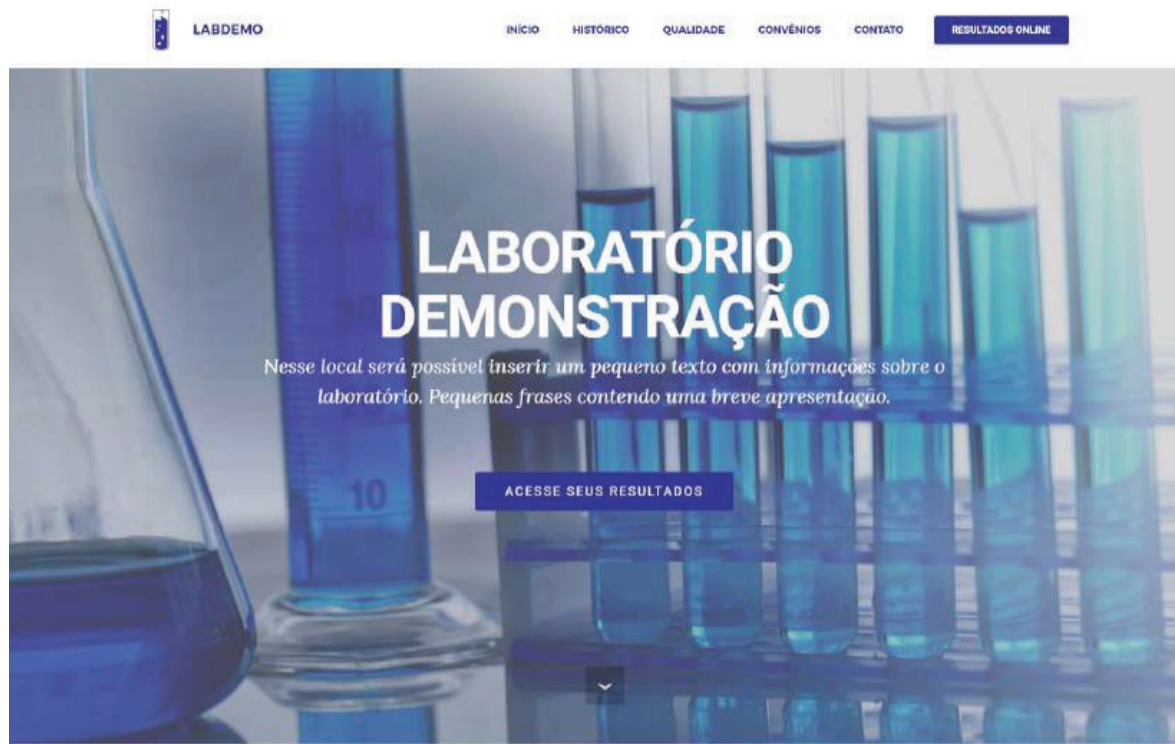 LABDEMO
INÍCIO HISTÓRICO QUALIDADE CONVÊNIOS CONTATO RESULTADOS ONLINE
LABORATÓRIO
DEMONSTRAÇÃO
Nesse local será possível inserir um pequeno texto com informações sobre o
laboratório. Pequenas frases contendo uma breve apresentação.
ACESSE SEUS RESULTADOS
10